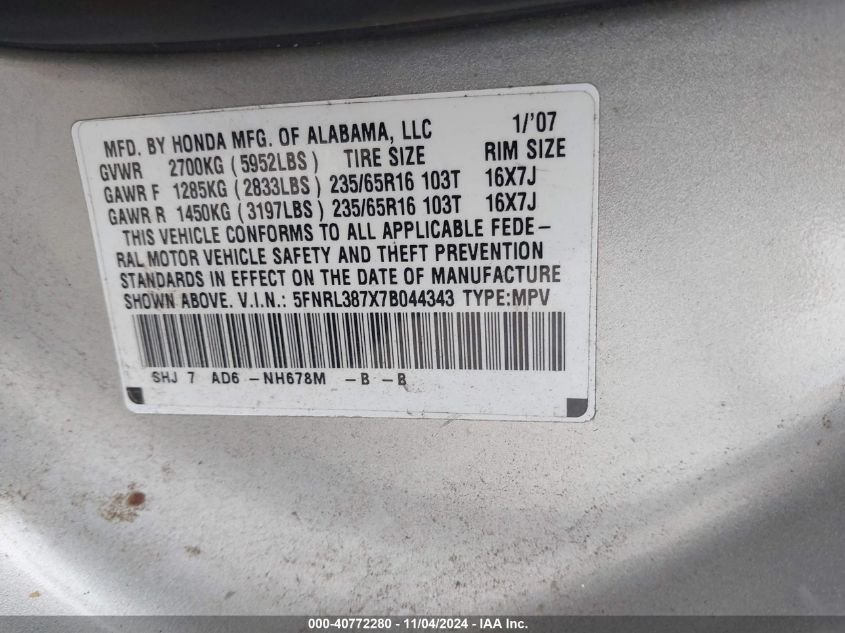 MFD. BY HONDA MFG. OF ALABAMA, LLC 1/'07
GVWR 2700KG (5952LBS) TIRE SIZE RIM SIZE
GAWR F 1285KG (2833LBS) 235/65R16 103T 16X7J
GAWR R 1450KG (3197LBS) 235/65R16 103T 16X7J
THIS VEHICLE CONFORMS TO ALL APPLICABLE FEDE-
RAL MOTOR VEHICLE SAFETY AND THEFT PREVENTION
STANDARDS IN EFFECT ON THE DATE OF MANUFACTURE
SHOWN ABOVE. V.I.N.: 5FNRL387X7B044343 TYPE:MPV
SHJ 7 AD6 -NH678M -B -B
000-40772280 - 11/04/2024 - IAA Inc.